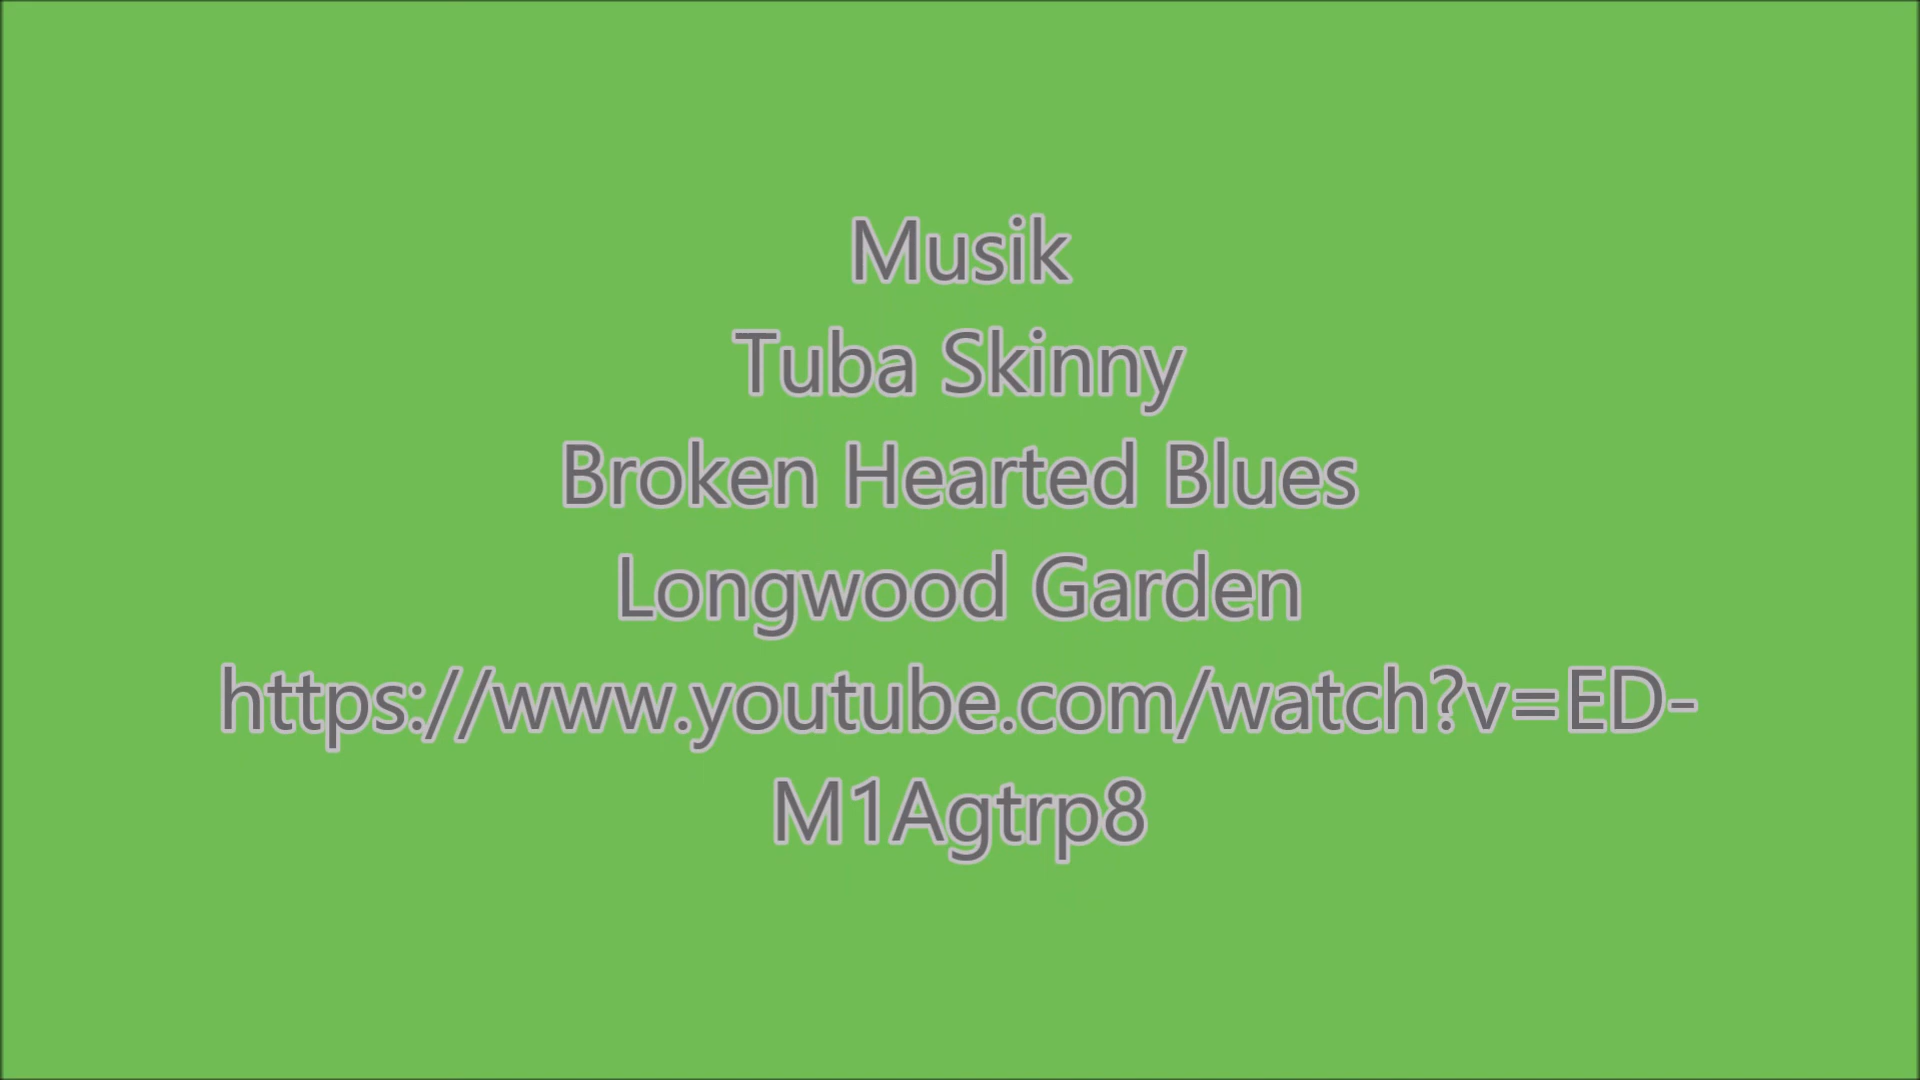 Musik
Tuba Skinny
Broken Hearted Blues
Longwood Garden
https://www.youtube.com/watch?v=ED-
M1Agtrp8